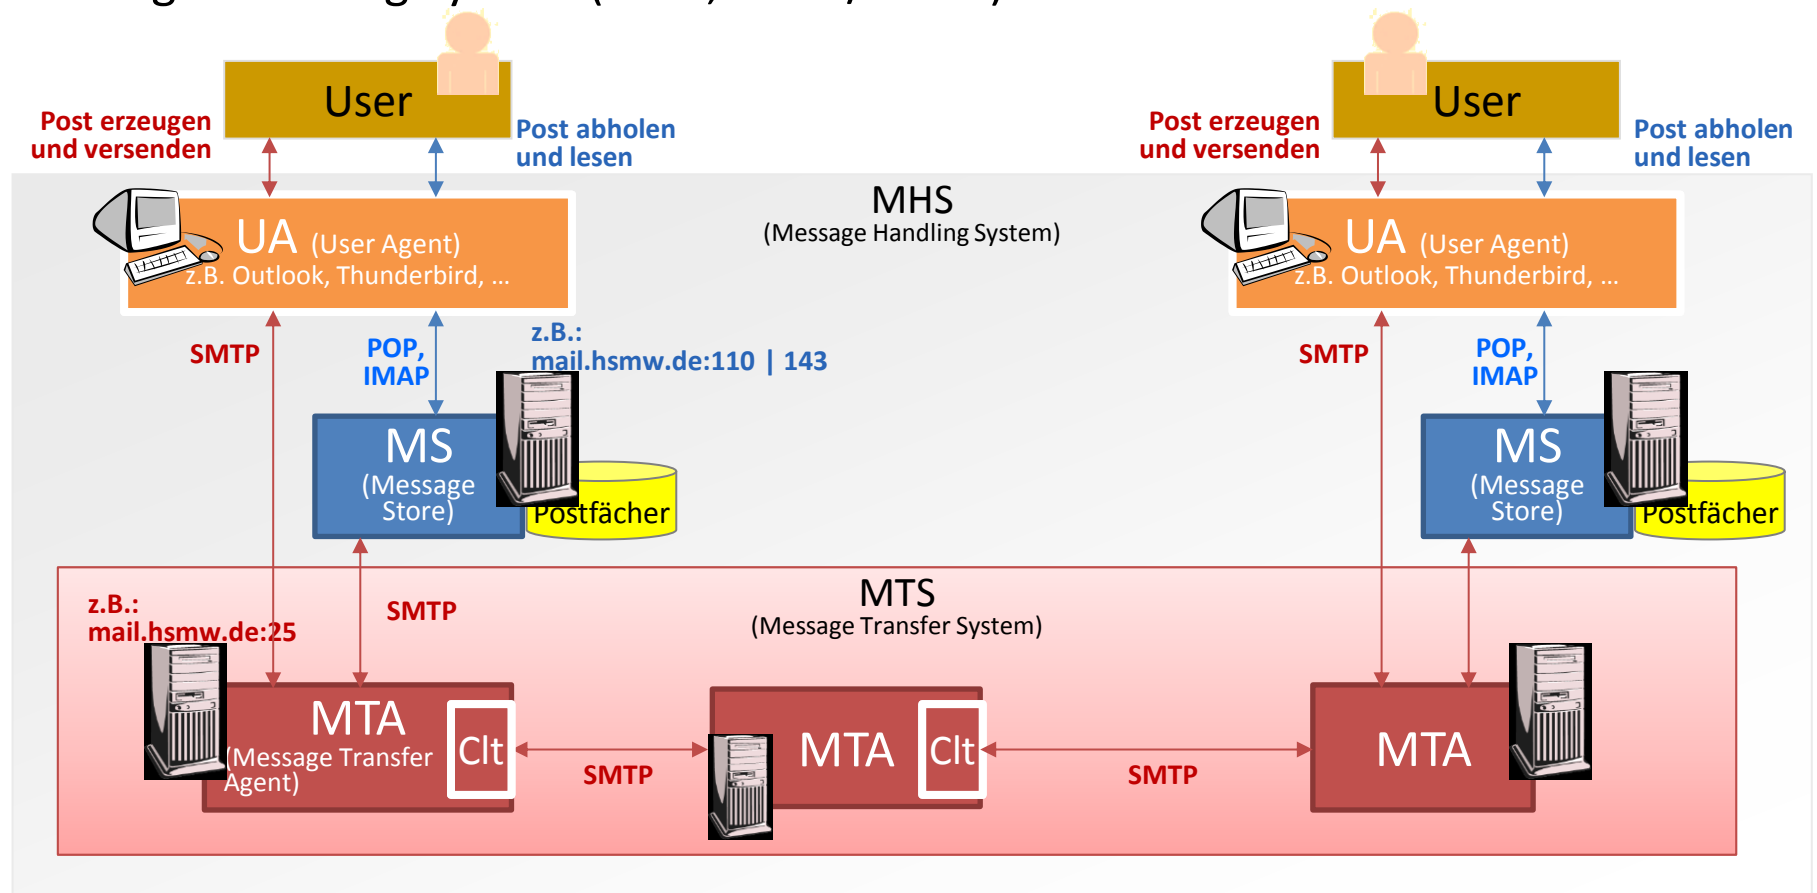 User
User
Post erzeugen
und versenden
Post abholen
und lesen
Post erzeugen
und versenden
Post abholen
und lesen
MHS
(Message Handling System)
UA (User Agent)
z.B. Outlook, Thunderbird, ...
UA (User Agent)
z.B. Outlook, Thunderbird, ...
SMTP
POP,
IMAP
z.B.:
mail.hsmw.de:110 | 143
SMTP
POP,
IMAP
MS
(Message
Store)
Postfächer
MS
(Message
Store)
Postfächer
MTS
(Message Transfer System)
z.B.:
mail.hsmw.de:25
SMTP
MTA
(Message Transfer
Agent)
Clt
SMTP
MTA
Clt
SMTP
MTA